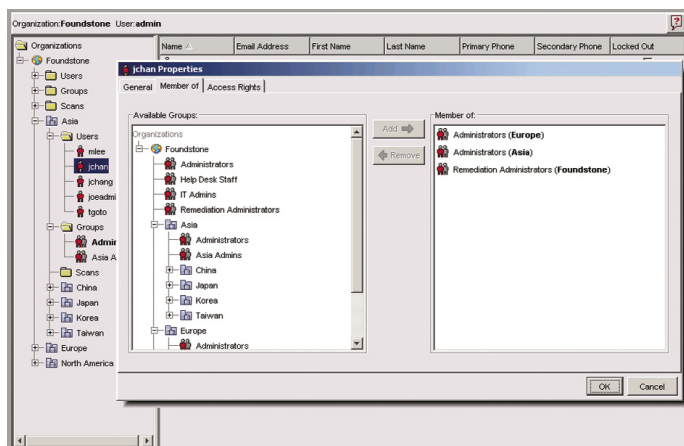 Organization:Foundstone User:admin
?
Organizations
Foundstone
Users
Groups
Scans
Asia
Users
mlee
jchan
jchang
joeadmi
tgoto
Groups
Admin
Asia A
Scans
China
Japan
Korea
Taiwan
Europe
North America
Name
Email Address
First Name
Last Name
Primary Phone
Secondary Phone
Locked Out
jchan Properties
General
Member of
Access Rights
Available Groups:
Organizations
Foundstone
Administrators
Help Desk Staff
IT Admins
Remediation Administrators
Asia
Administrators
Asia Admins
China
Japan
Korea
Taiwan
Europe
Administrators
Add
Remove
Member of:
Administrators (Europe)
Administrators (Asia)
Remediation Administrators (Foundstone)
OK
Cancel